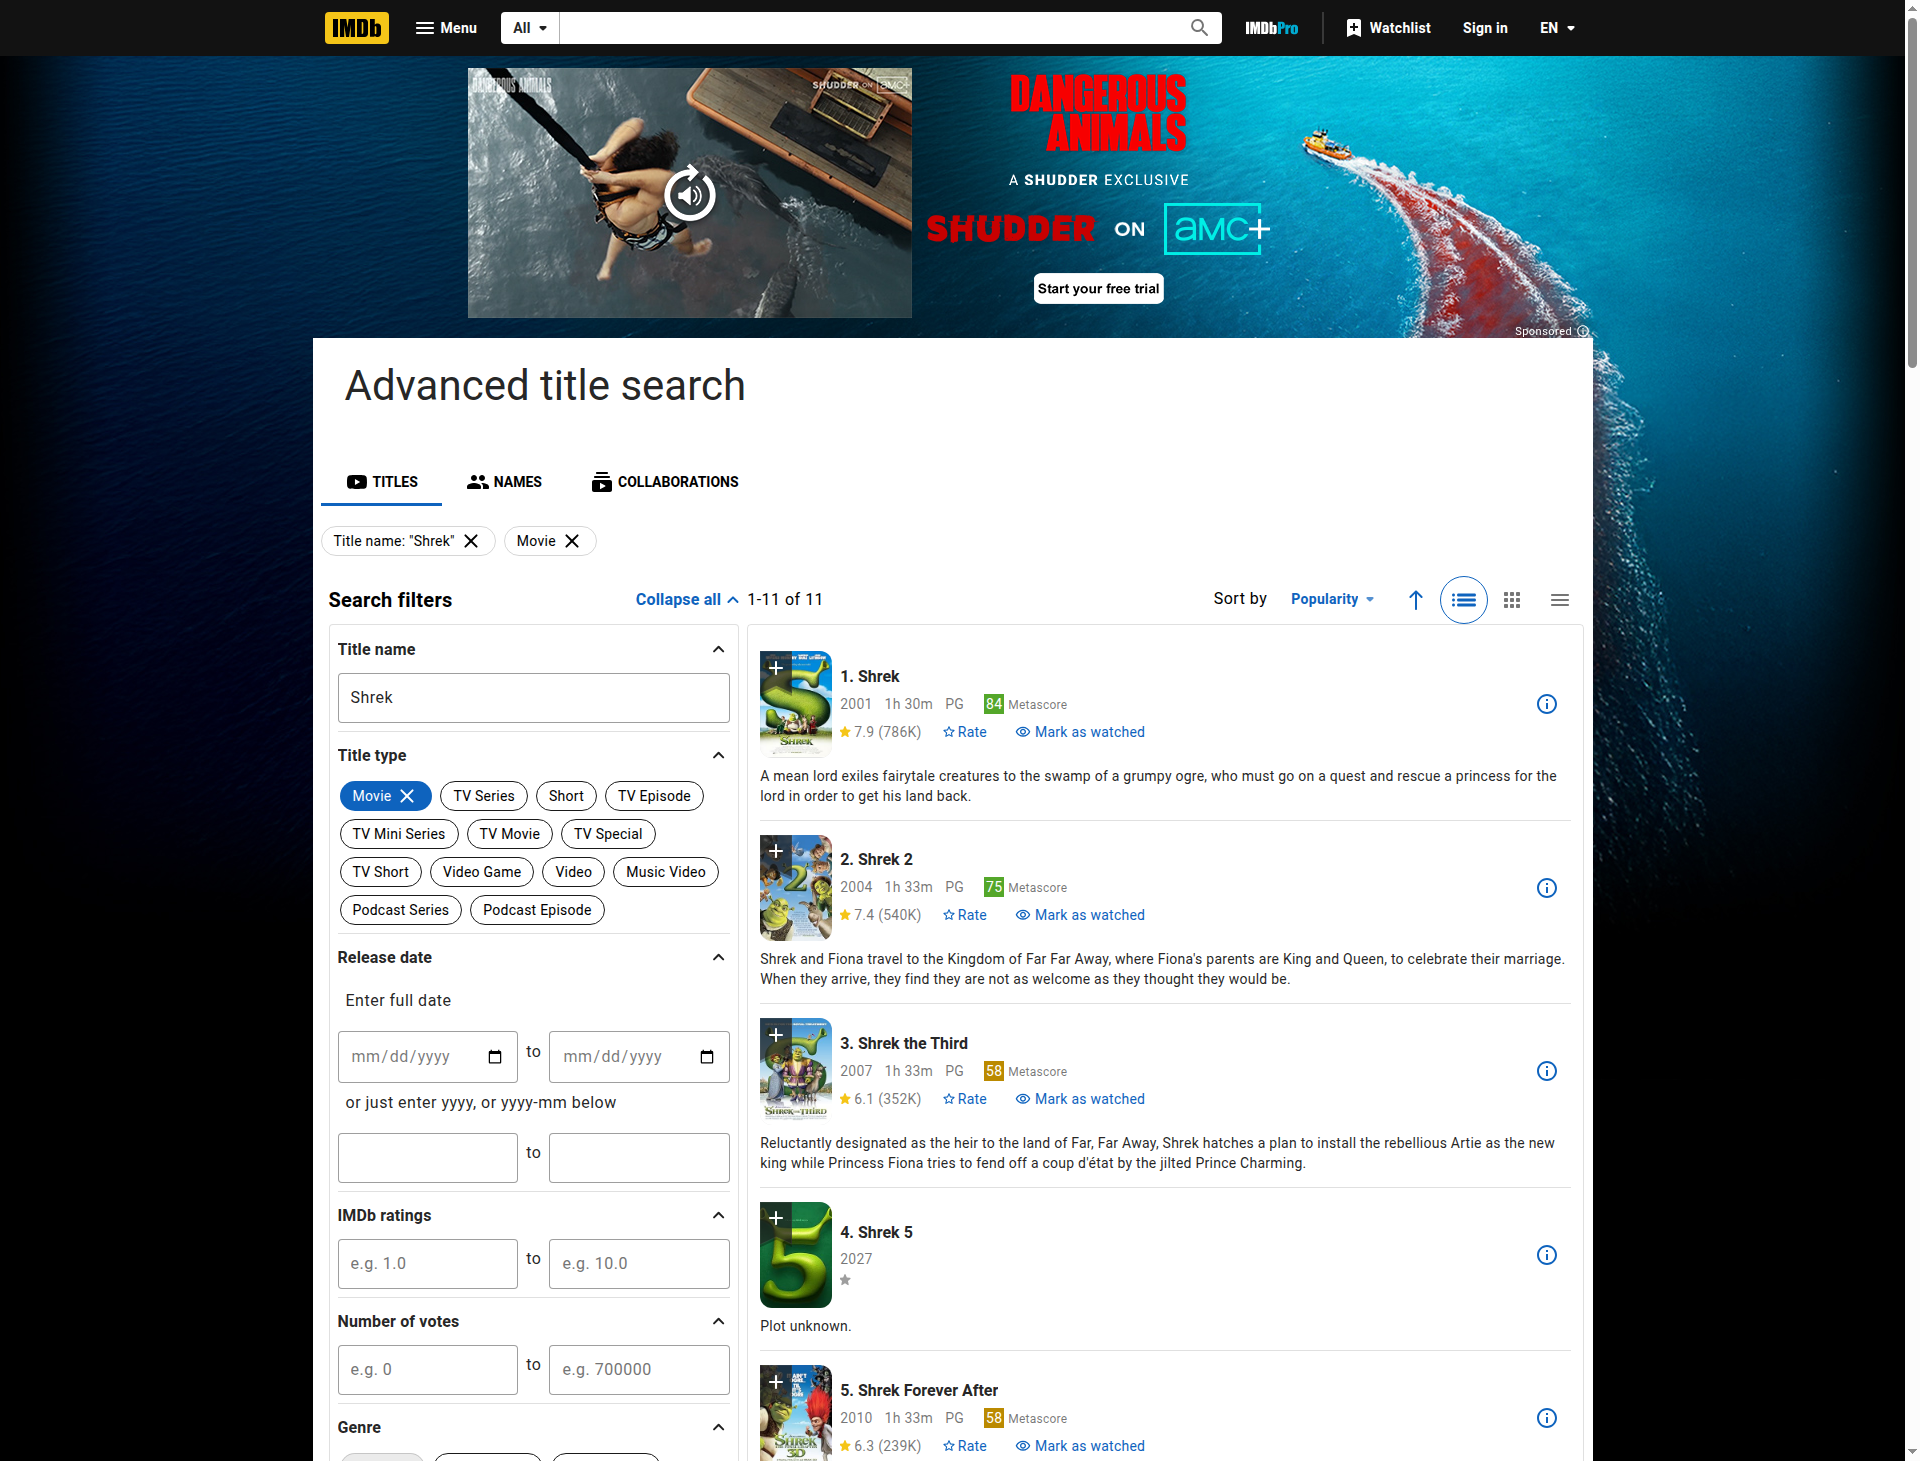 IMDb Menu All IMDbPro Watchlist Sign in EN
DANGEROUS ANIMALS SHUDDER ON amc+
DANGEROUS
ANIMALS
A SHUDDER EXCLUSIVE
SHUDDER ON amc+
Start your free trial
Sponsored
Advanced title search
TITLES NAMES COLLABORATIONS
Title name: "Shrek" Movie
Search filters Collapse all 1-11 of 11 Sort by Popularity
Title name
Shrek
Title type
Movie TV Series Short TV Episode
TV Mini Series TV Movie TV Special
TV Short Video Game Video Music Video
Podcast Series Podcast Episode
Release date
Enter full date
mm/dd/yyyy to mm/dd/yyyy
or just enter yyyy, or yyyy-mm below
to
IMDb ratings
e.g. 1.0 to e.g. 10.0
Number of votes
e.g. 0 to e.g. 700000
Genre
SHREK
1. Shrek
2001 1h 30m PG 84 Metascore
7.9 (786K) Rate Mark as watched
A mean lord exiles fairytale creatures to the swamp of a grumpy ogre, who must go on a quest and rescue a princess for the
lord in order to get his land back.
2
2. Shrek 2
2004 1h 33m PG 75 Metascore
7.4 (540K) Rate Mark as watched
Shrek and Fiona travel to the Kingdom of Far Far Away, where Fiona's parents are King and Queen, to celebrate their marriage.
When they arrive, they find they are not as welcome as they thought they would be.
SHREK THE THIRD
3. Shrek the Third
2007 1h 33m PG 58 Metascore
6.1 (352K) Rate Mark as watched
Reluctantly designated as the heir to the land of Far, Far Away, Shrek hatches a plan to install the rebellious Artie as the new
king while Princess Fiona tries to fend off a coup d'état by the jilted Prince Charming.
5
4. Shrek 5
2027
Plot unknown.
SHREK
3D
5. Shrek Forever After
2010 1h 33m PG 58 Metascore
6.3 (239K) Rate Mark as watched